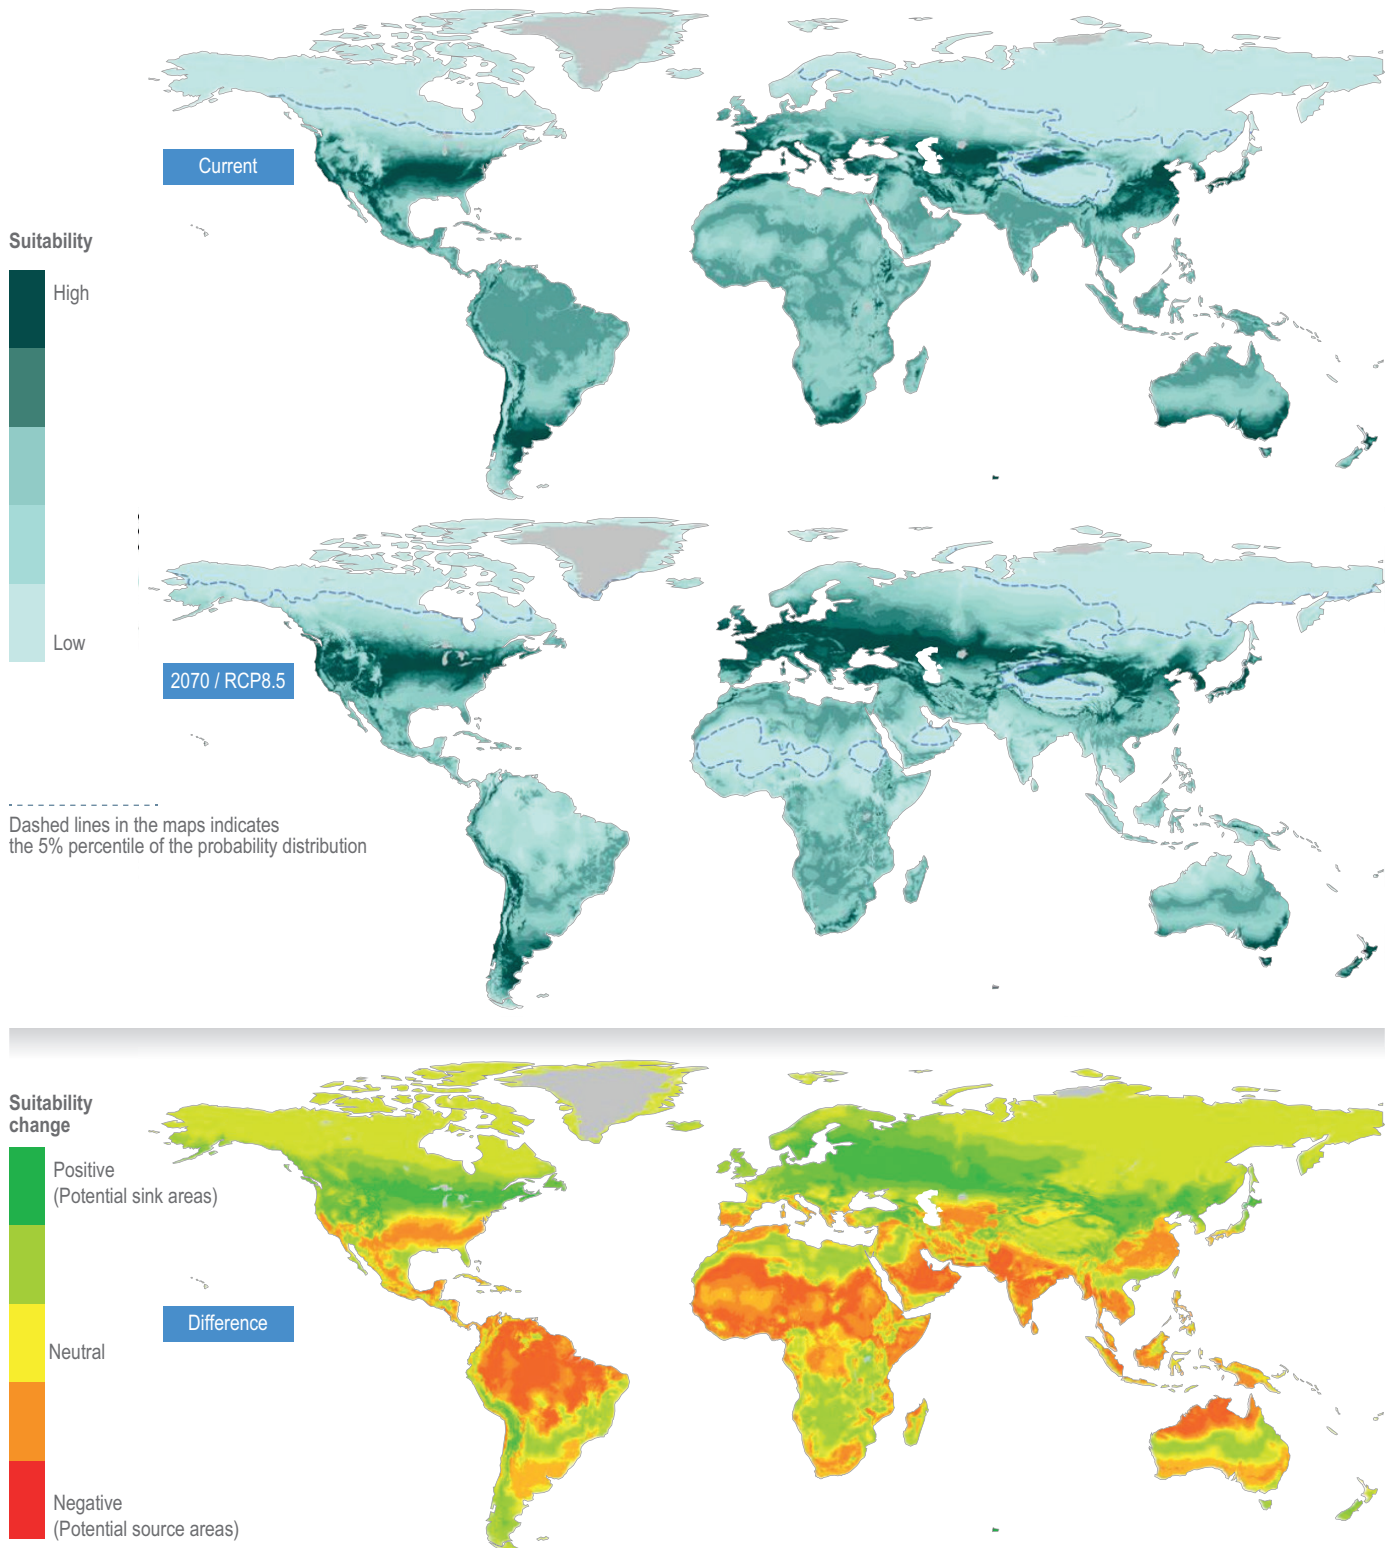 Current
Suitability
High
Low
2070 / RCP8.5
Dashed lines in the maps indicates
the 5% percentile of the probability distribution
Suitability
change
Positive
(Potential sink areas)
Neutral
Difference
Negative
(Potential source areas)